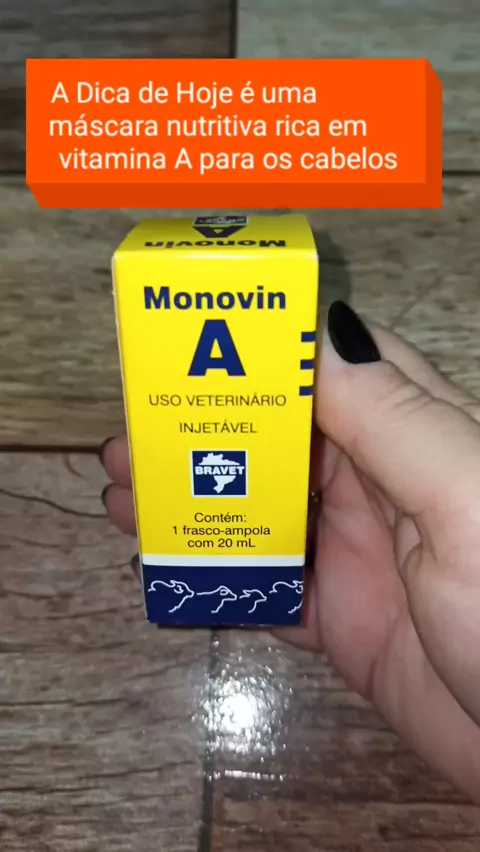 A Dica de Hoje é uma
máscara nutritiva rica em
vitamina A para os cabelos
A
Monovin
Monovin
A
USO VETERINÁRIO
INJETÁVEL
BRAVET
Contém:
1 frasco-ampola
com 20 mL